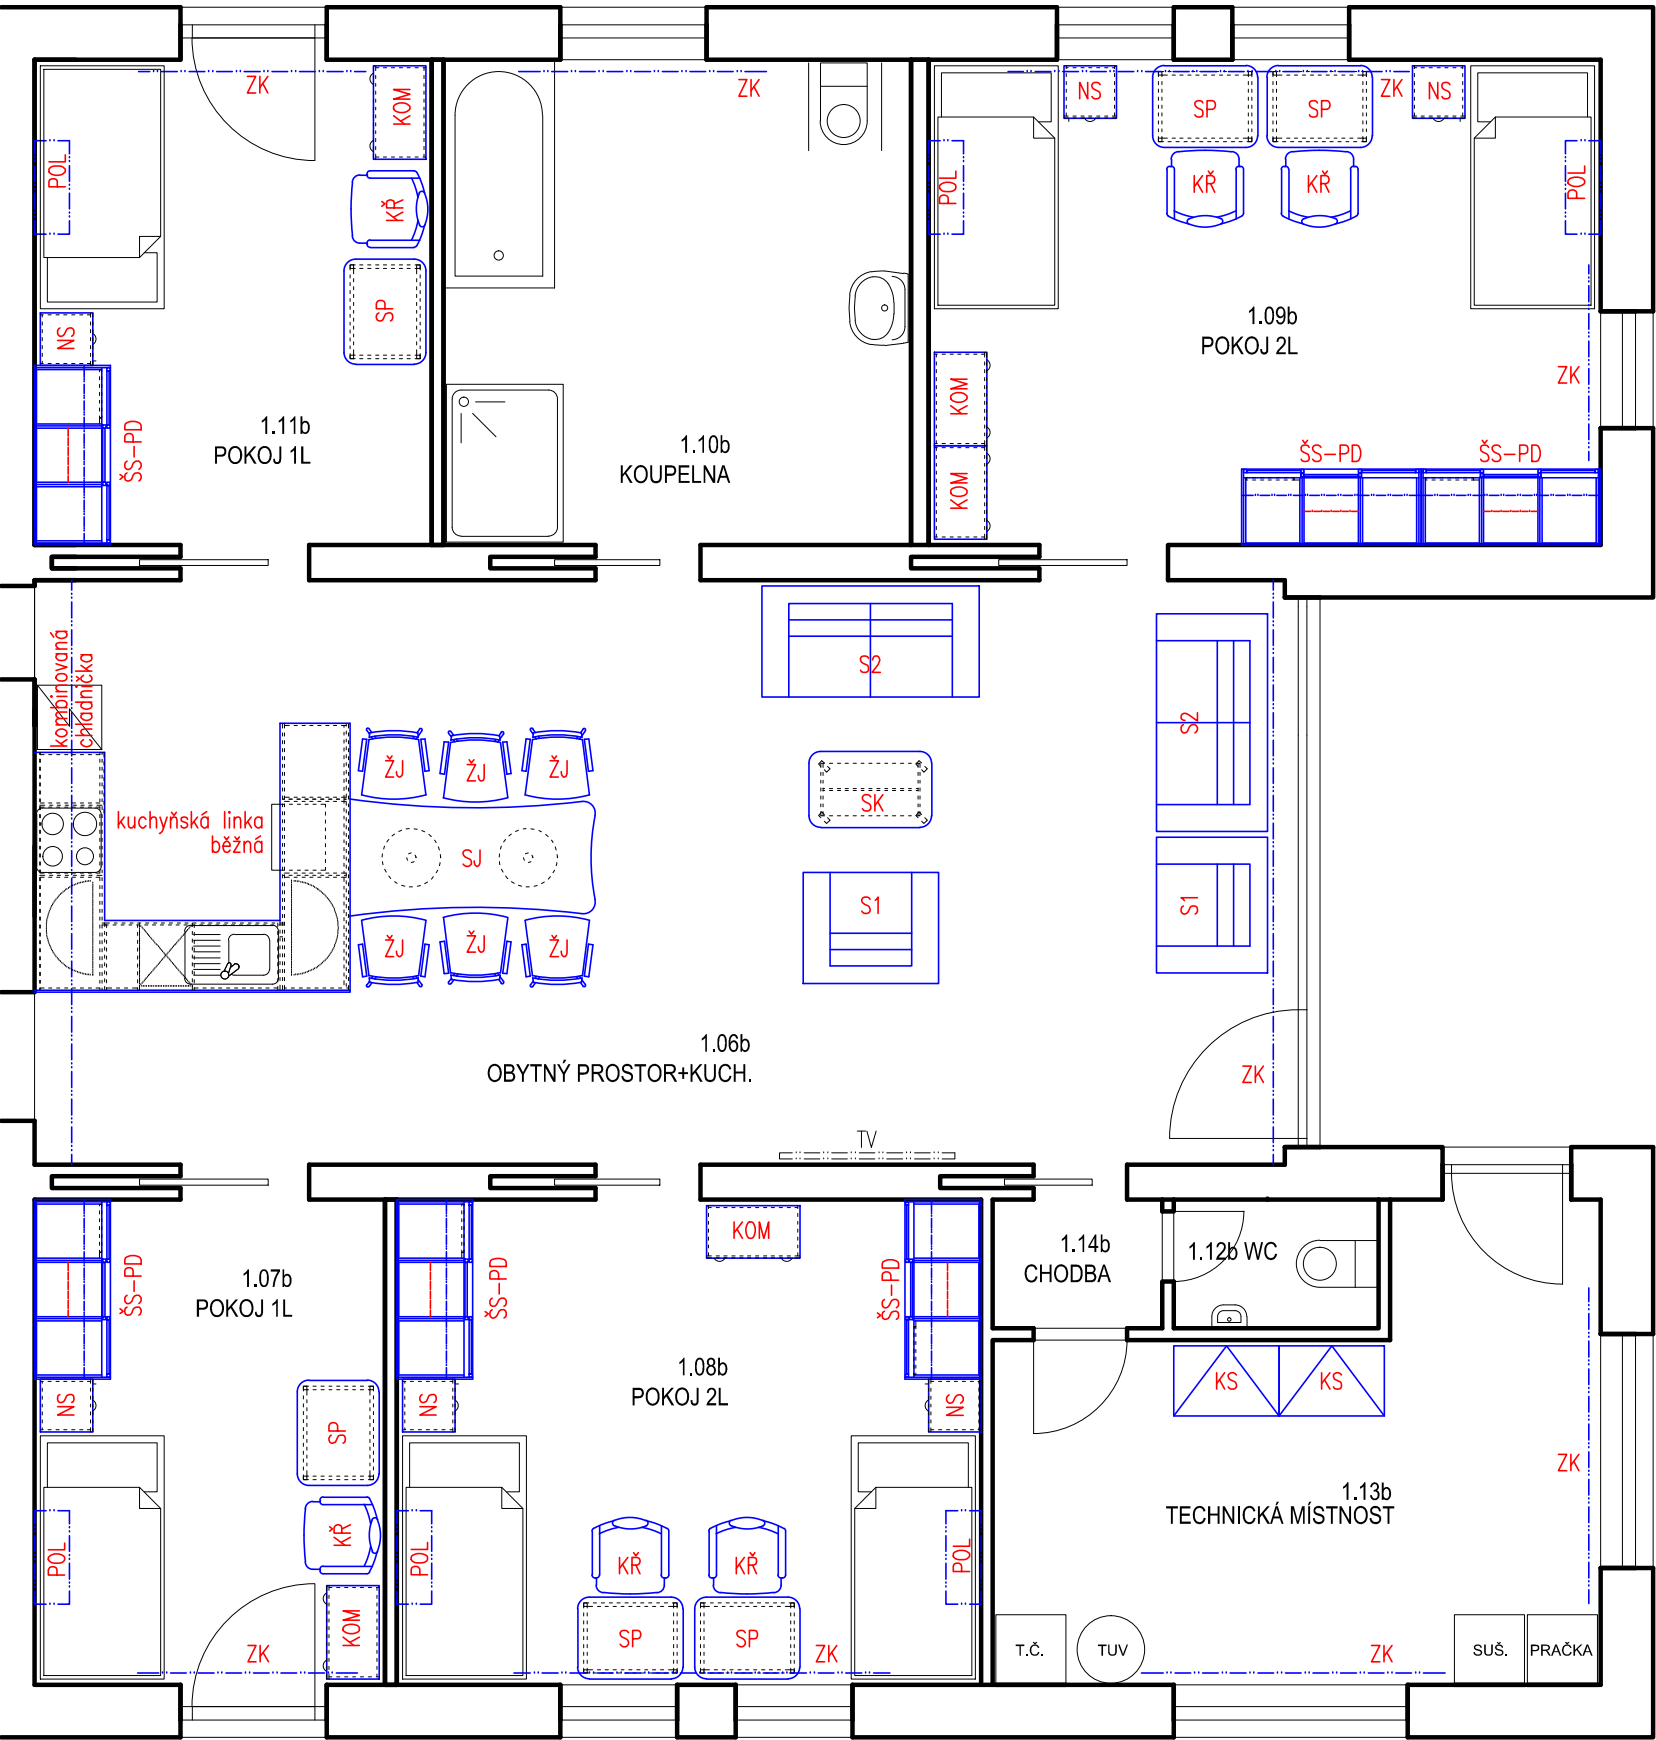 ZK
KOM
POL
KŘ
SP
NS
ŠS-PD
1.11b
POKOJ 1L
ZK
1.10b
KOUPELNA
NS
SP
SP
ZK
NS
POL
KŘ
KŘ
POL
1.09b
POKOJ 2L
ZK
KOM
KOM
ŠS-PD
ŠS-PD
kombinovaná
chladnička
kuchyňská linka
běžná
ŽJ
ŽJ
ŽJ
SJ
ŽJ
ŽJ
ŽJ
S2
SK
S1
S2
S1
1.06b
OBYTNÝ PROSTOR+KUCH.
ZK
TV
ŠS-PD
1.07b
POKOJ 1L
NS
SP
KŘ
POL
KOM
ZK
ŠS-PD
KOM
ŠS-PD
1.08b
POKOJ 2L
NS
NS
POL
KŘ
KŘ
POL
SP
SP
ZK
1.14b
CHODBA
1.12b WC
KS
KS
ZK
1.13b
TECHNICKÁ MÍSTNOST
T.Č.
TUV
ZK
SUŠ.
PRAČKA